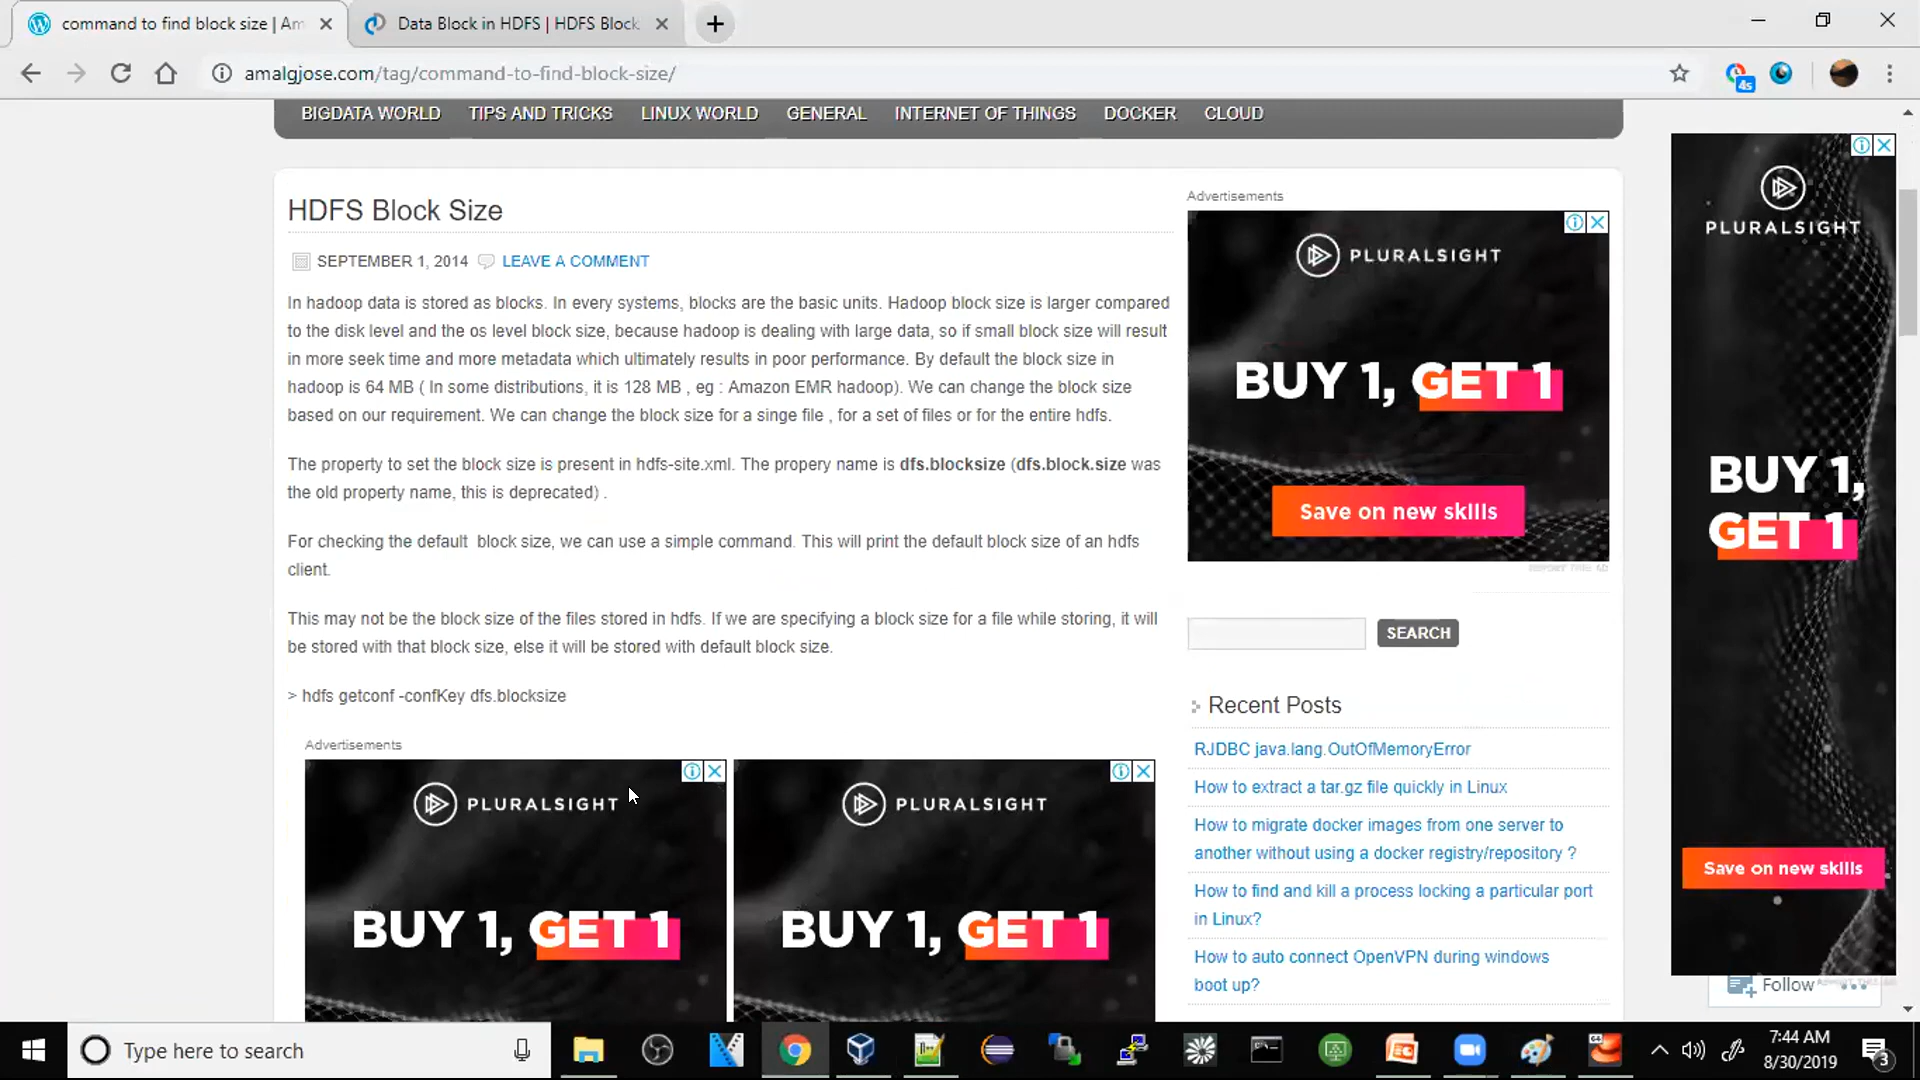 command to find block size | Am
Data Block in HDFS | HDFS Block
amalgjose.com/tag/command-to-find-block-size/
4s
BIGDATA WORLD TIPS AND TRICKS LINUX WORLD GENERAL INTERNET OF THINGS DOCKER CLOUD
HDFS Block Size
SEPTEMBER 1, 2014 LEAVE A COMMENT
In hadoop data is stored as blocks. In every systems, blocks are the basic units. Hadoop block size is larger compared
to the disk level and the os level block size, because hadoop is dealing with large data, so if small block size will result
in more seek time and more metadata which ultimately results in poor performance. By default the block size in
hadoop is 64 MB ( In some distributions, it is 128 MB , eg : Amazon EMR hadoop). We can change the block size
based on our requirement. We can change the block size for a singe file , for a set of files or for the entire hdfs.
The property to set the block size is present in hdfs-site.xml. The propery name is dfs.blocksize (dfs.block.size was
the old property name, this is deprecated) .
For checking the default  block size, we can use a simple command. This will print the default block size of an hdfs
client.
This may not be the block size of the files stored in hdfs. If we are specifying a block size for a file while storing, it will
be stored with that block size, else it will be stored with default block size.
> hdfs getconf -confKey dfs.blocksize
Advertisements
PLURALSIGHT
BUY 1, GET 1
PLURALSIGHT
BUY 1, GET 1
Advertisements
PLURALSIGHT
BUY 1, GET 1
Save on new skills
REPORT THIS AD
SEARCH
Recent Posts
RJDBC java.lang.OutOfMemoryError
How to extract a tar.gz file quickly in Linux
How to migrate docker images from one server to
another without using a docker registry/repository ?
How to find and kill a process locking a particular port
in Linux?
How to auto connect OpenVPN during windows
boot up?
PLURALSIGHT
BUY 1,
GET 1
Save on new skills
Follow
Type here to search
7:44 AM
8/30/2019
3